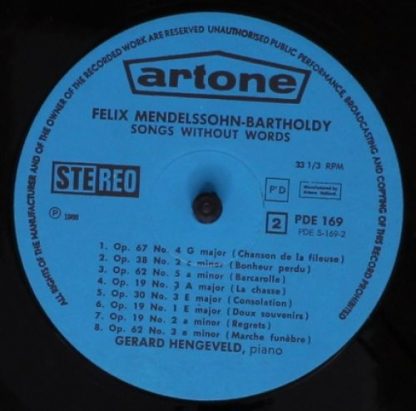 ALL RIGHTS OF THE MANUFACTURER AND OF THE OWNER OF THE RECORDED WORK ARE RESERVED UNAUTHORISED PUBLIC PERFORMANCE, BROADCASTING AND COPYING OF THIS RECORD PROHIBITED
artone
FELIX MENDELSSOHN-BARTHOLDY
SONGS WITHOUT WORDS
33 1/3 RPM
STEREO
P'D
Manufactured by
Artone Holland.
℗
2 PDE 169
PDE S-169-2
1. Op. 67 No. 4 G major (Chanson de la fileuse)
2. Op. 38 No. 2 c minor (Bonheur perdu)
3. Op. 62 No. 5 a minor (Barcarolle)
4. Op. 19 No. 3 A major (La chasse)
5. Op. 30 No. 3 E major (Consolation)
6. Op. 19 No. 1 E major (Doux souvenirs)
7. Op. 19 No. 2 a minor (Regrets)
8. Op. 62 No. 3 e minor (Marche funèbre)
GERARD HENGEVELD, piano